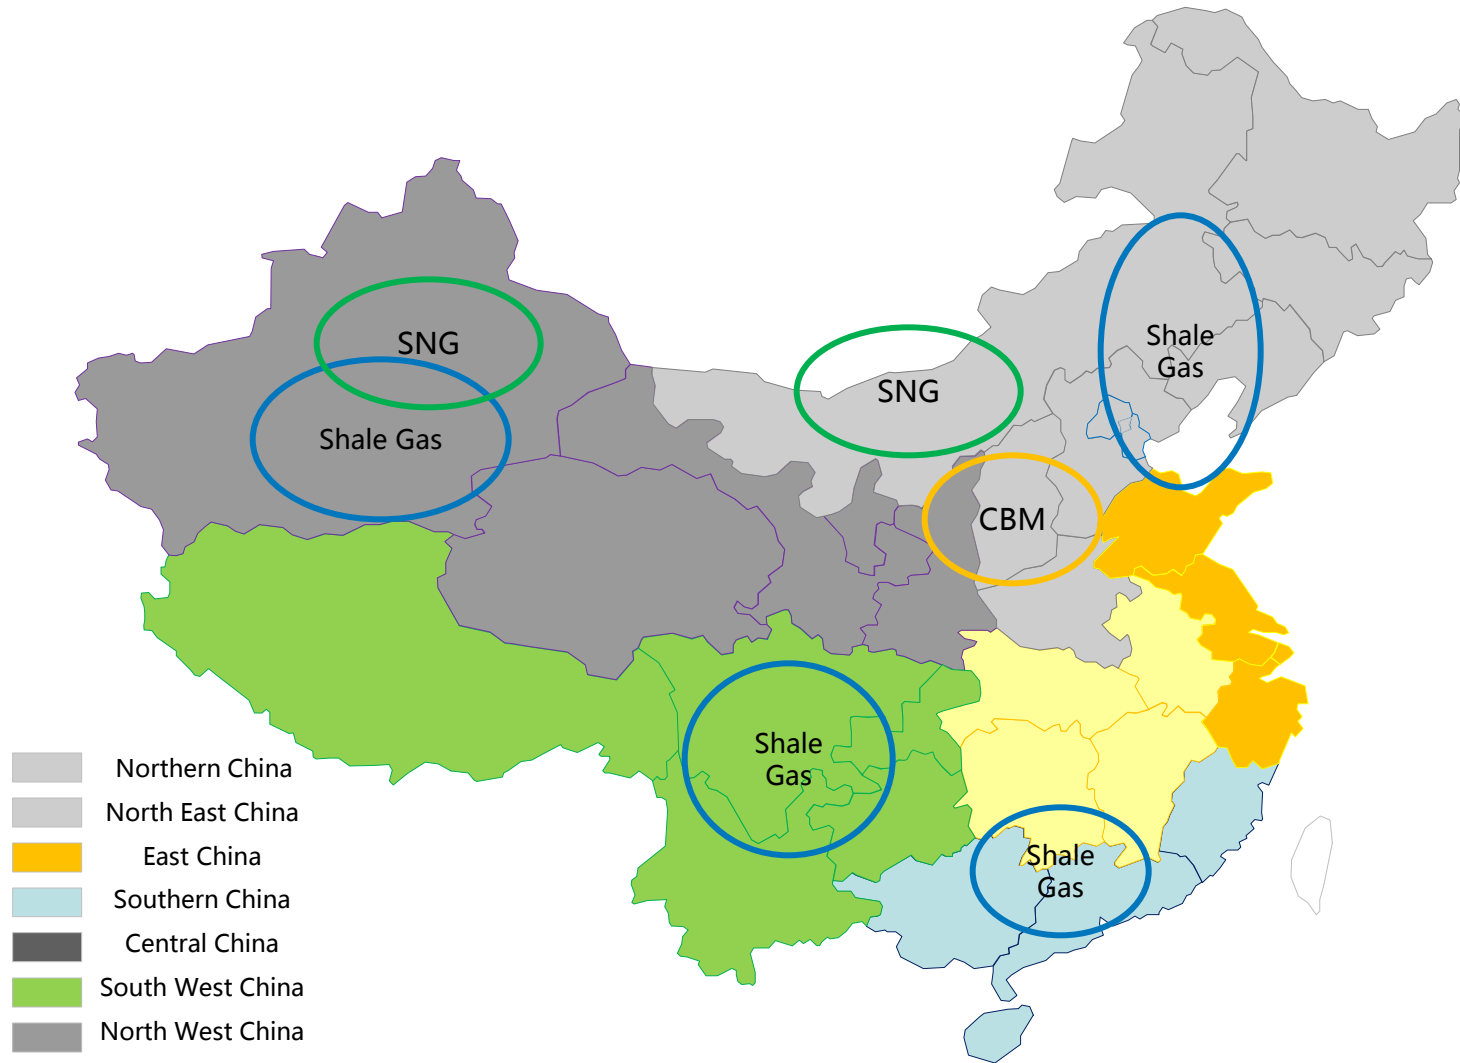 SNG
Shale Gas
SNG
Shale
Gas
CBM
Shale
Gas
Shale
Gas
Northern China
North East China
East China
Southern China
Central China
South West China
North West China